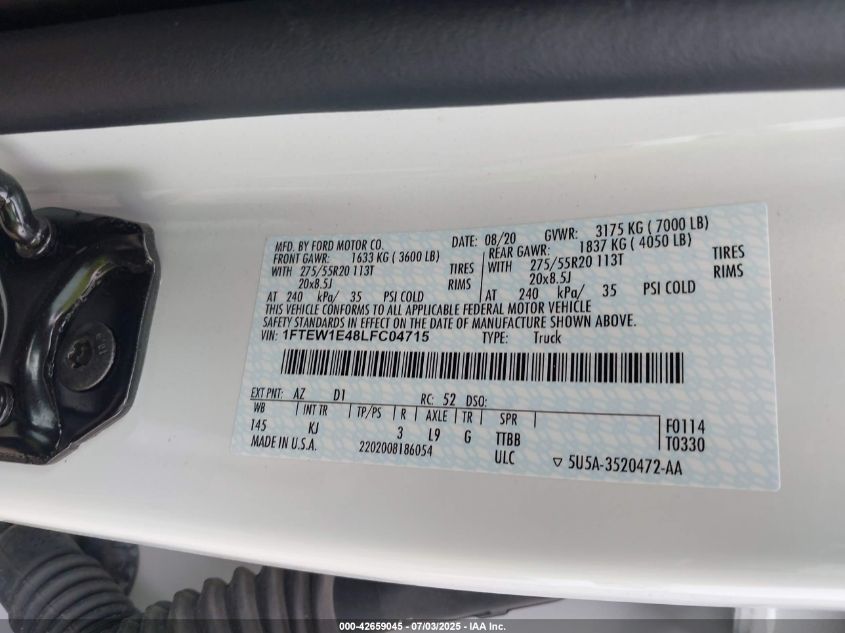 MFD. BY FORD MOTOR CO. DATE: 08/20 GVWR: 3175 KG ( 7000 LB)
FRONT GAWR: 1633 KG ( 3600 LB) REAR GAWR: 1837 KG ( 4050 LB)
WITH 275/55R20 113T TIRES WITH 275/55R20 113T TIRES
20x8.5J RIMS 20x8.5J RIMS
AT 240 kPa/ 35 PSI COLD AT 240 kPa/ 35 PSI COLD
THIS VEHICLE CONFORMS TO ALL APPLICABLE FEDERAL MOTOR VEHICLE
SAFETY STANDARDS IN EFFECT ON THE DATE OF MANUFACTURE SHOWN ABOVE.
VIN: 1FTEW1E48LFC04715 TYPE: Truck
EXT PNT: AZ D1 RC: 52 DSO:
WB INT TR TP/PS R AXLE TR SPR F0114
145 KJ 3 L9 G TTBB T0330
MADE IN U.S.A. 2202008186054 ULC ▽ 5U5A-3520472-AA
000-42659045 - 07/03/2025 - IAA Inc.